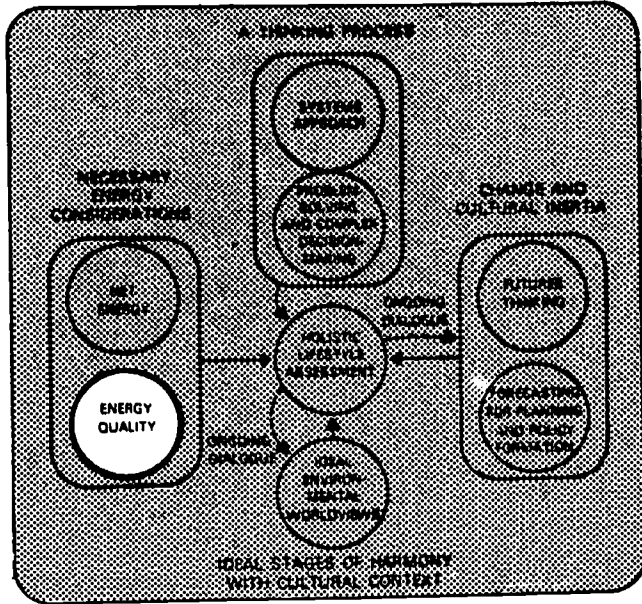 A THINKING PROCESS
SYSTEMS
APPROACH
PROBLEM-
SOLVING
AND COMPLEX
DECISION-
MAKING
NECESSARY
ENERGY
CONSIDERATIONS
NET
ENERGY
ENERGY
QUALITY
CHANGE AND
CULTURAL INERTIA
FUTURES
THINKING
FORECASTING
FOR PLANNING
AND POLICY
FORMATION
ONGOING
DIALOGUE
HOLISTIC
LIFESTYLE
ASSESSMENT
ONGOING
DIALOGUE
IDEAL
ENVIRON-
MENTAL
WORLDVIEWS
IDEAL STAGES OF HARMONY
WITH CULTURAL CONTEXT